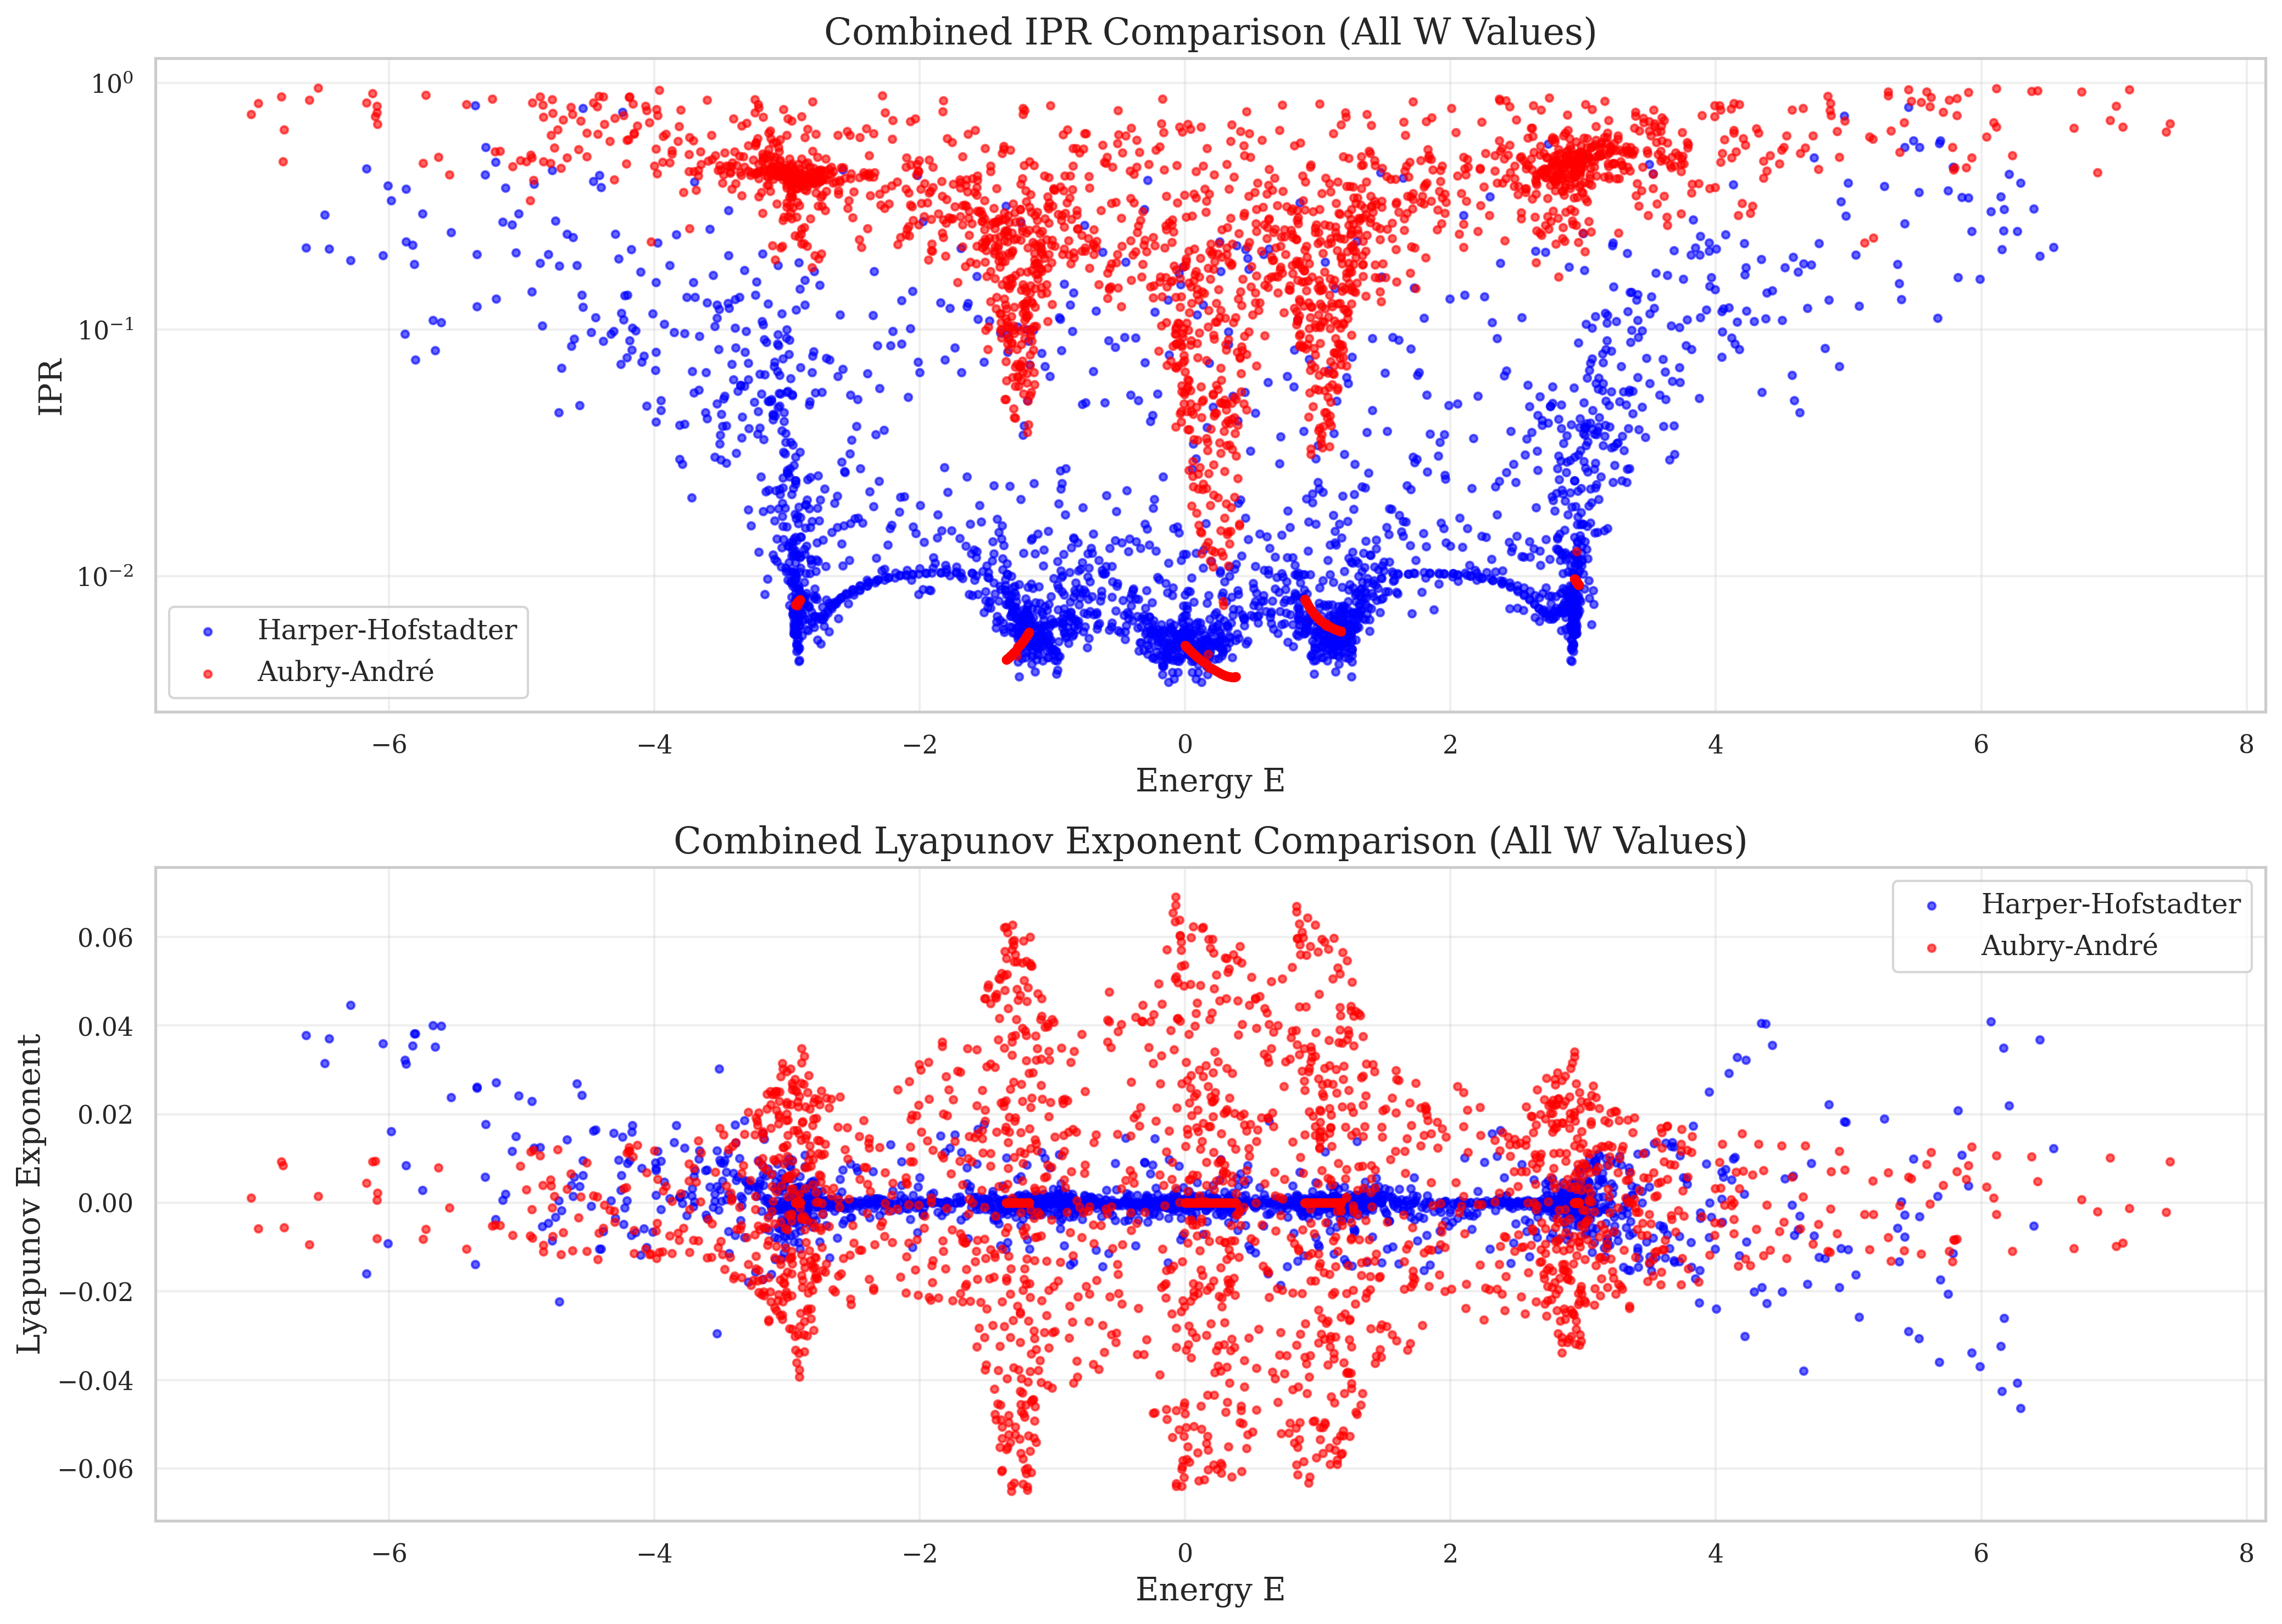 Combined IPR Comparison (All W Values)
10⁰
10⁻¹
10⁻²
IPR
Harper-Hofstadter
Aubry-André
−6 −4 −2 0 2 4 6 8
Energy E
Combined Lyapunov Exponent Comparison (All W Values)
Harper-Hofstadter
Aubry-André
0.06
0.04
0.02
0.00
−0.02
−0.04
−0.06
Lyapunov Exponent
−6 −4 −2 0 2 4 6 8
Energy E